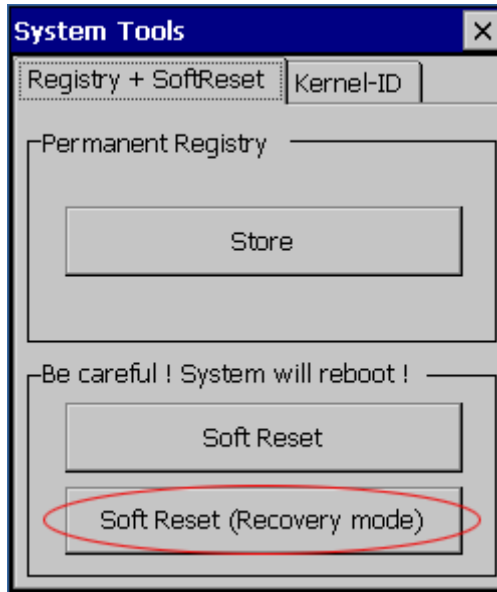 System Tools
Registry + SoftReset Kernel-ID
Permanent Registry
Store
Be careful ! System will reboot !
Soft Reset
Soft Reset (Recovery mode)